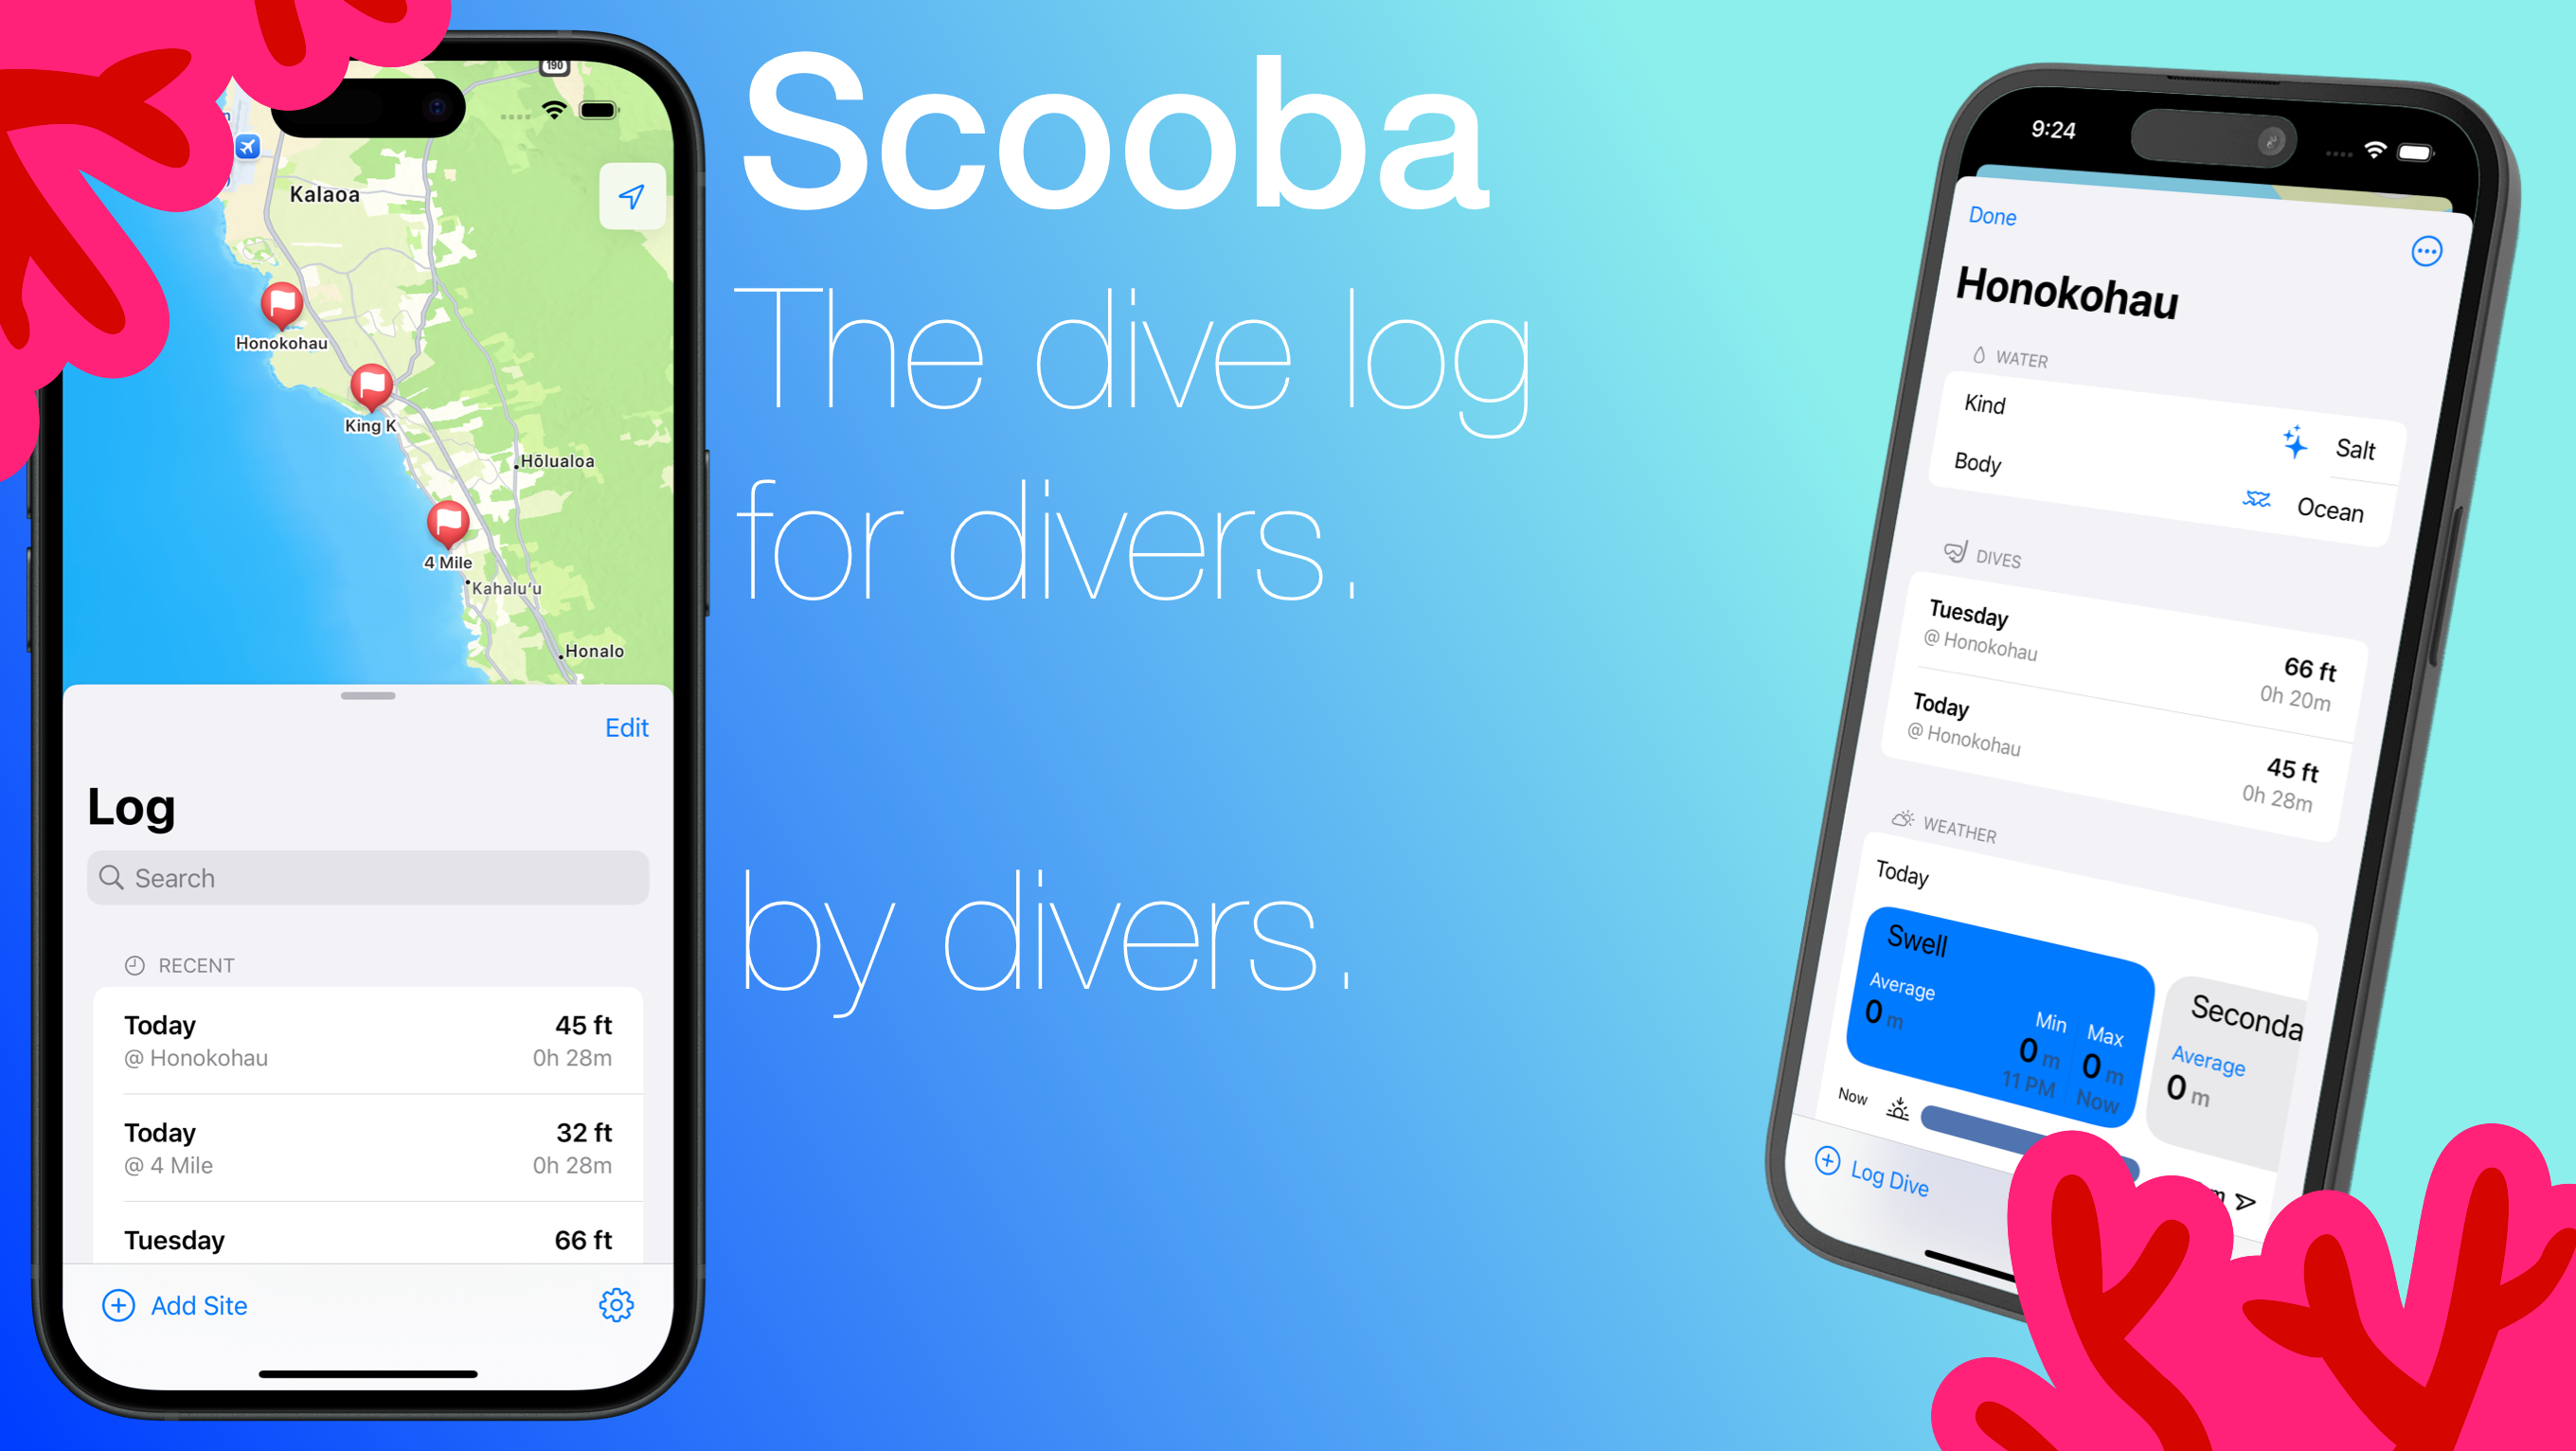 190
Kalaoa
Honokohau
King K
Hōlualoa
4 Mile
Kahaluʻu
Honalo
Edit
Log
Search
RECENT
Today 45 ft
@ Honokohau 0h 28m
Today 32 ft
@ 4 Mile 0h 28m
Tuesday 66 ft
Add Site
Scooba
The dive log
for divers.
by divers.
9:24
Done
Honokohau
WATER
Kind Salt
Body Ocean
DIVES
Tuesday 66 ft
@ Honokohau 0h 20m
Today 45 ft
@ Honokohau 0h 28m
WEATHER
Today
Swell
Average Min Max
0 m 0 m 0 m
11 PM Now
Seconda
Average
0 m
Now
m
Log Dive